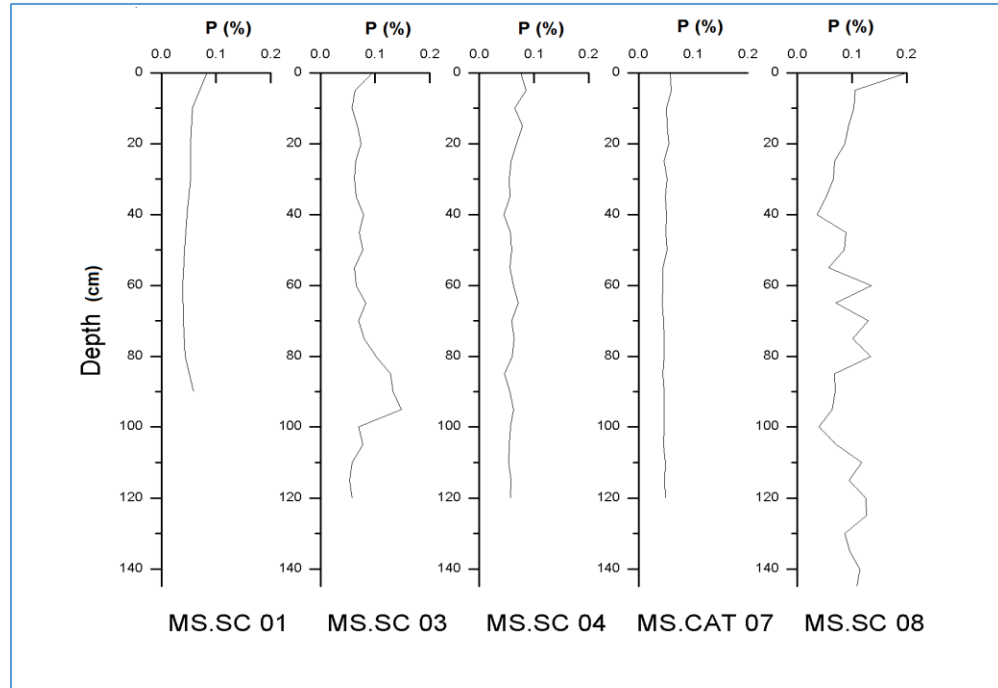 P (%) P (%) P (%) P (%) P (%)
0.0 0.1 0.2 0.0 0.1 0.2 0.0 0.1 0.2 0.0 0.1 0.2 0.0 0.1 0.2
0 0 0 0 0
20 20 20 20 20
40 40 40 40 40
60 60 60 60 60
80 80 80 80 80
100 100 100 100 100
120 120 120 120 120
140 140 140 140 140
Depth (cm)
MS.SC 01 MS.SC 03 MS.SC 04 MS.CAT 07 MS.SC 08